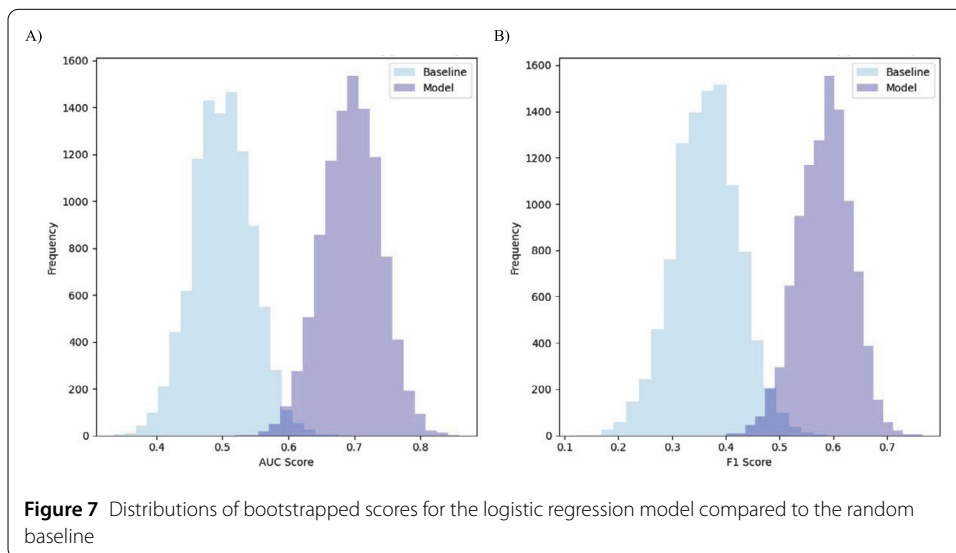 A)
B)
1600
1400
1200
1000
800
600
400
200
0
Frequency
0.4 0.5 0.6 0.7 0.8
AUC Score
Baseline
Model
1600
1400
1200
1000
800
600
400
200
0
Frequency
0.1 0.2 0.3 0.4 0.5 0.6 0.7
F1 Score
Baseline
Model
Figure 7 Distributions of bootstrapped scores for the logistic regression model compared to the random
baseline